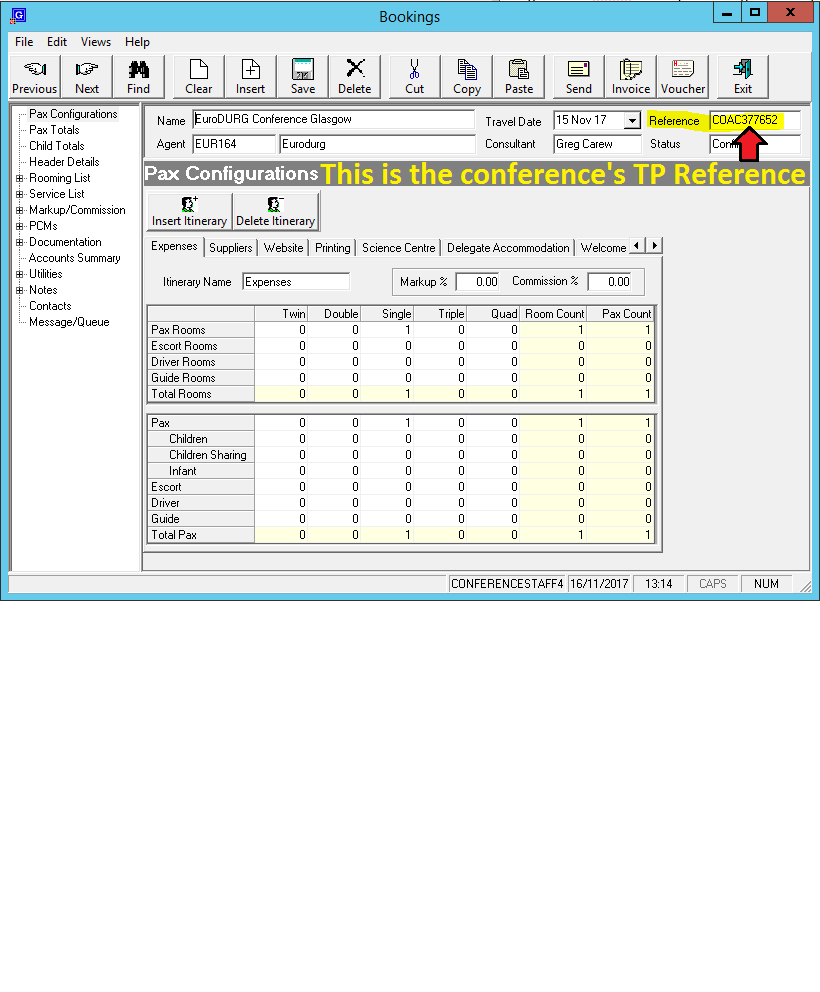 Bookings
File Edit Views Help
Previous Next Find Clear Insert Save Delete Cut Copy Paste Send Invoice Voucher Exit
Pax Configurations
Pax Totals
Child Totals
Header Details
Rooming List
Service List
Markup/Commission
PCMs
Documentation
Accounts Summary
Utilities
Notes
Contacts
Message/Queue
Name EuroDURG Conference Glasgow Travel Date 15 Nov 17 Reference COAC377652
Agent EUR164 Eurodurg Consultant Greg Carew Status
Pax Configurations This is the conference's TP Reference
Insert Itinerary Delete Itinerary
Expenses Suppliers Website Printing Science Centre Delegate Accommodation Welcome
Itinerary Name Expenses Markup % 0.00 Commission % 0.00
Twin Double Single Triple Quad Room Count Pax Count
Pax Rooms 0 0 1 0 0 1 1
Escort Rooms 0 0 0 0 0 0 0
Driver Rooms 0 0 0 0 0 0 0
Guide Rooms 0 0 0 0 0 0 0
Total Rooms 0 0 1 0 0 1 1
Pax 0 0 1 0 0 1 1
Children 0 0 0 0 0 0 0
Children Sharing 0 0 0 0 0 0 0
Infant 0 0 0 0 0 0 0
Escort 0 0 0 0 0 0 0
Driver 0 0 0 0 0 0 0
Guide 0 0 0 0 0 0 0
Total Pax 0 0 1 0 0 1 1
CONFERENCESTAFF4 16/11/2017 13:14 CAPS NUM